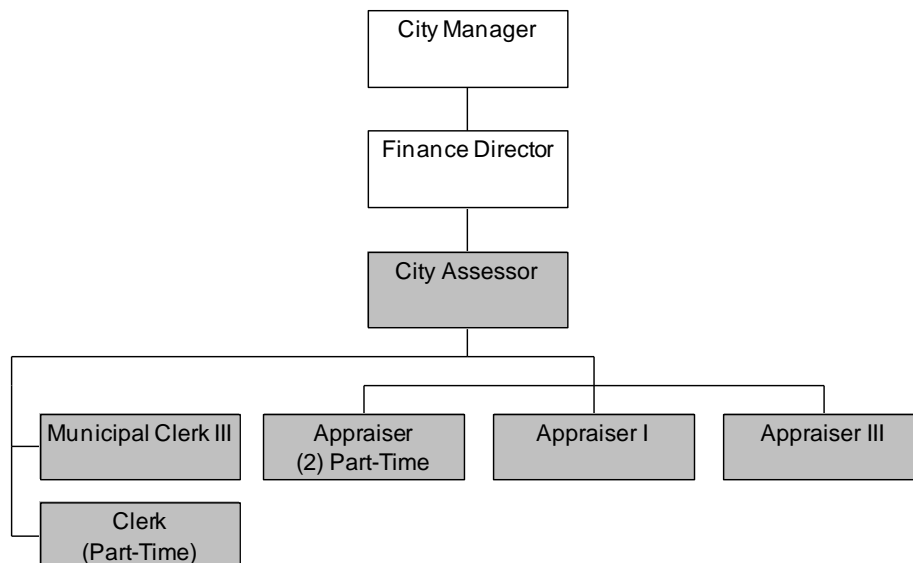 City Manager
Finance Director
City Assessor
Municipal Clerk III
Appraiser
(2) Part-Time
Appraiser I
Appraiser III
Clerk
(Part-Time)